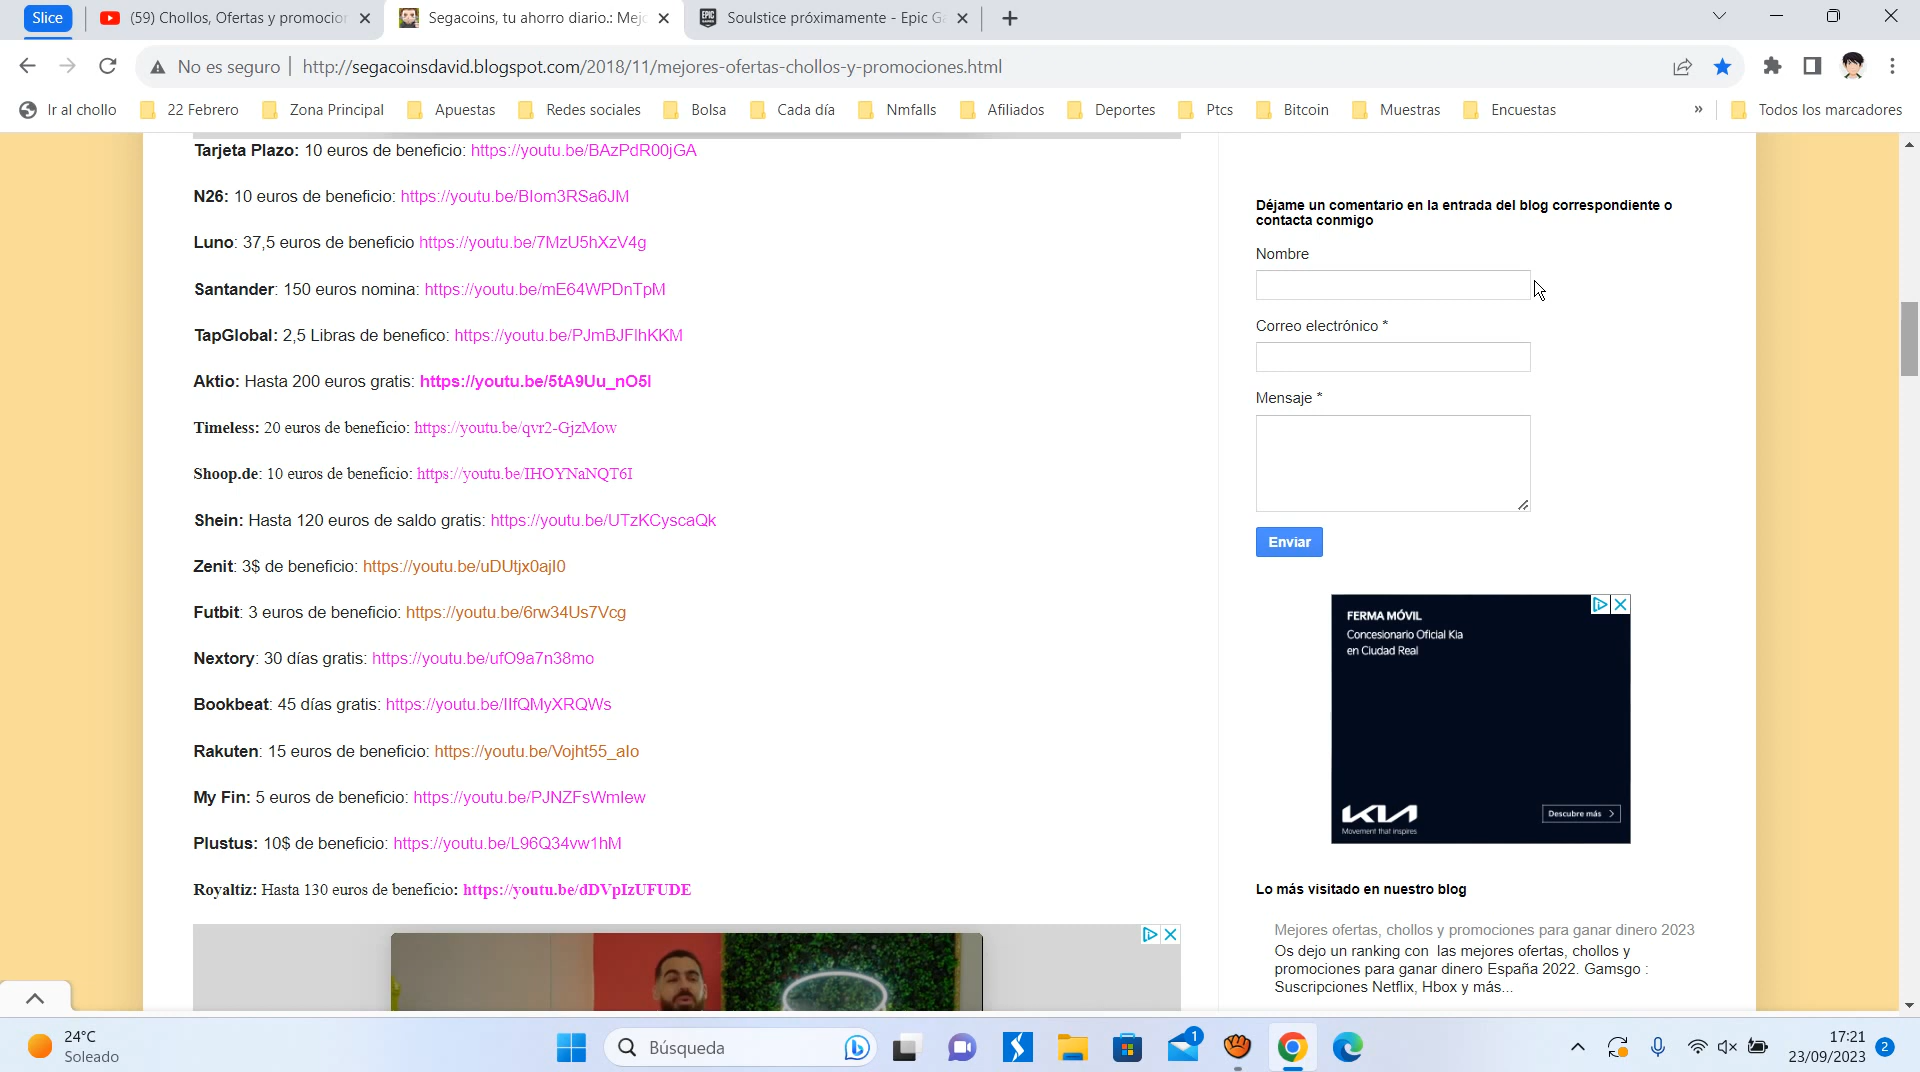 Slice
(59) Chollos, Ofertas y promocion
Segacoins, tu ahorro diario.: Mejo
Soulstice próximamente - Epic Ga
No es seguro
http://segacoinsdavid.blogspot.com/2018/11/mejores-ofertas-chollos-y-promociones.html
Ir al chollo
22 Febrero
Zona Principal
Apuestas
Redes sociales
Bolsa
Cada día
Nmfalls
Afiliados
Deportes
Ptcs
Bitcoin
Muestras
Encuestas
»
Todos los marcadores
Tarjeta Plazo: 10 euros de beneficio: https://youtu.be/BAzPdR00jGA
N26: 10 euros de beneficio: https://youtu.be/BIom3RSa6JM
Luno: 37,5 euros de beneficio https://youtu.be/7MzU5hXzV4g
Santander: 150 euros nomina: https://youtu.be/mE64WPDnTpM
TapGlobal: 2,5 Libras de benefico: https://youtu.be/PJmBJFlhKKM
Aktio: Hasta 200 euros gratis: https://youtu.be/5tA9Uu_nO5I
Timeless: 20 euros de beneficio: https://youtu.be/qvr2-GjzMow
Shoop.de: 10 euros de beneficio: https://youtu.be/IHOYNaNQT6I
Shein: Hasta 120 euros de saldo gratis: https://youtu.be/UTzKCyscaQk
Zenit: 3$ de beneficio: https://youtu.be/uDUtjx0ajI0
Futbit: 3 euros de beneficio: https://youtu.be/6rw34Us7Vcg
Nextory: 30 días gratis: https://youtu.be/ufO9a7n38mo
Bookbeat: 45 días gratis: https://youtu.be/IIfQMyXRQWs
Rakuten: 15 euros de beneficio: https://youtu.be/Vojht55_aIo
My Fin: 5 euros de beneficio: https://youtu.be/PJNZFsWmIew
Plustus: 10$ de beneficio: https://youtu.be/L96Q34vw1hM
Royaltiz: Hasta 130 euros de beneficio: https://youtu.be/dDVpIzUFUDE
Déjame un comentario en la entrada del blog correspondiente o
contacta conmigo
Nombre
Correo electrónico *
Mensaje *
Enviar
FERMA MÓVIL
Concesionario Oficial Kia
en Ciudad Real
KIA
Movement that inspires
Descubre más
Lo más visitado en nuestro blog
Mejores ofertas, chollos y promociones para ganar dinero 2023
Os dejo un ranking con las mejores ofertas, chollos y
promociones para ganar dinero España 2022. Gamsgo :
Suscripciones Netflix, Hbox y más...
24°C
Soleado
Búsqueda
1
17:21
23/09/2023
2